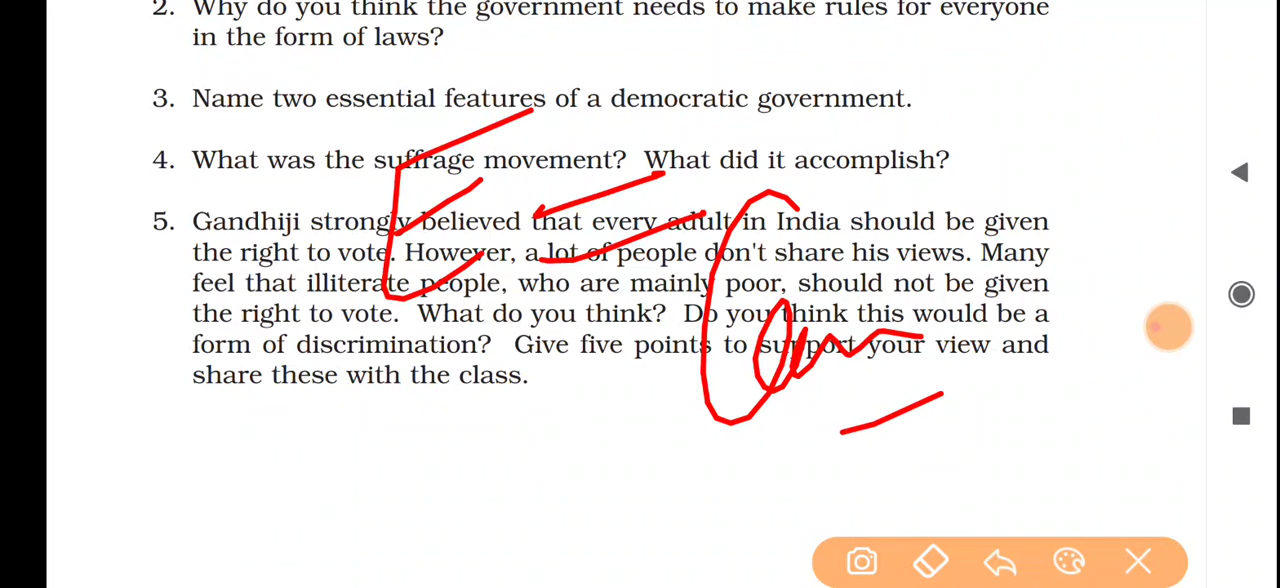 2. Why do you think the government needs to make rules for everyone
in the form of laws?
3. Name two essential features of a democratic government.
4. What was the suffrage movement? What did it accomplish?
5. Gandhiji strongly believed that every adult in India should be given
the right to vote. However, a lot of people don't share his views. Many
feel that illiterate people, who are mainly poor, should not be given
the right to vote. What do you think? Do you think this would be a
form of discrimination? Give five points to support your view and
share these with the class.